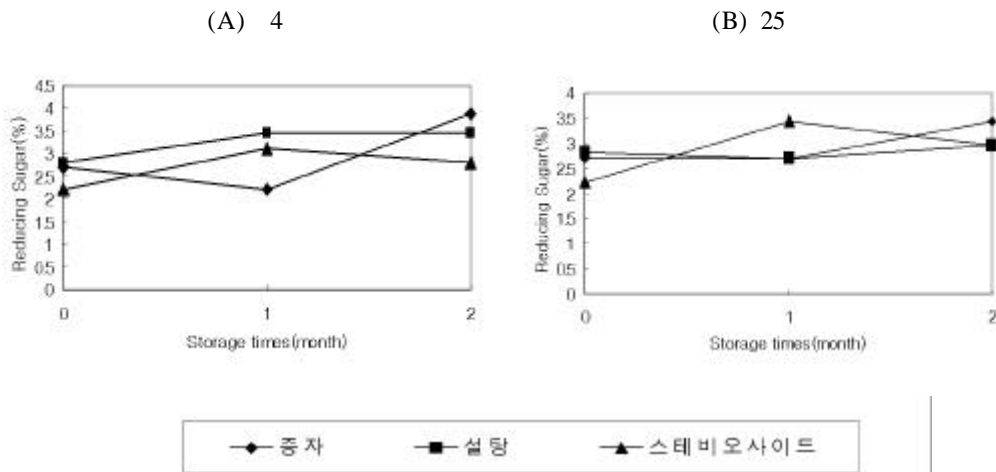 (A) 4
(B) 25
4.5
4
3.5
3
2.5
2
1.5
1
0.5
0
Reducing Sugar(%)
0 1 2
Storage times(month)
4
3.5
3
2.5
2
1.5
1
0.5
0
Reducing Sugar(%)
0 1 2
Storage times(month)
증자 설탕 스테비오사이드